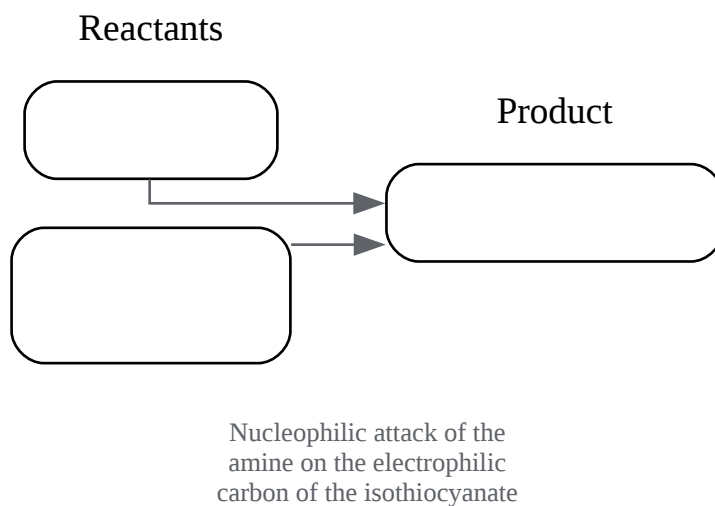 Reactants
Product
Nucleophilic attack of the
amine on the electrophilic
carbon of the isothiocyanate